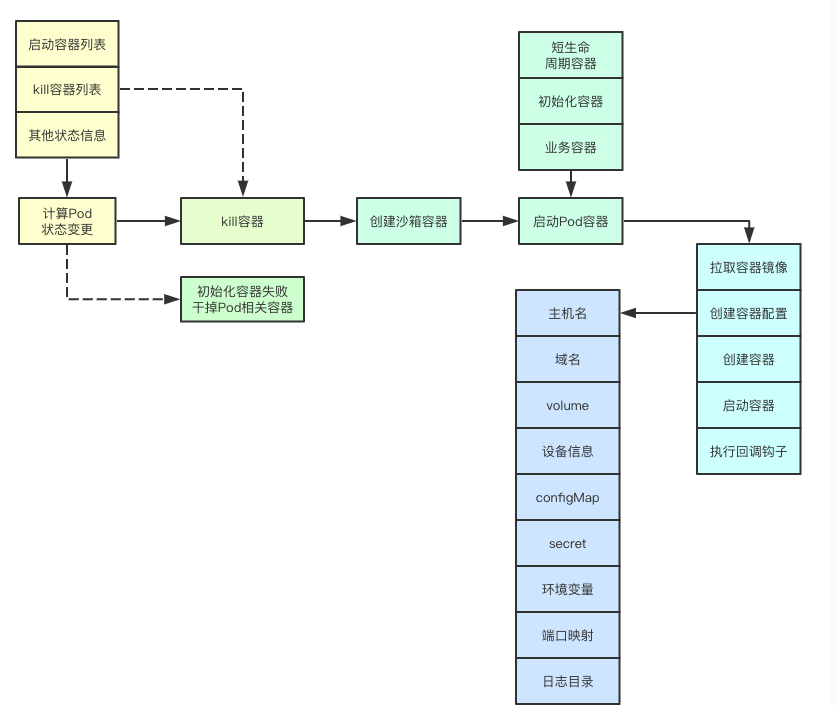 启动容器列表
kill容器列表
其他状态信息
短生命
周期容器
初始化容器
业务容器
计算Pod
状态变更
kill容器
创建沙箱容器
启动Pod容器
初始化容器失败
干掉Pod相关容器
拉取容器镜像
创建容器配置
创建容器
启动容器
执行回调钩子
主机名
域名
volume
设备信息
configMap
secret
环境变量
端口映射
日志目录